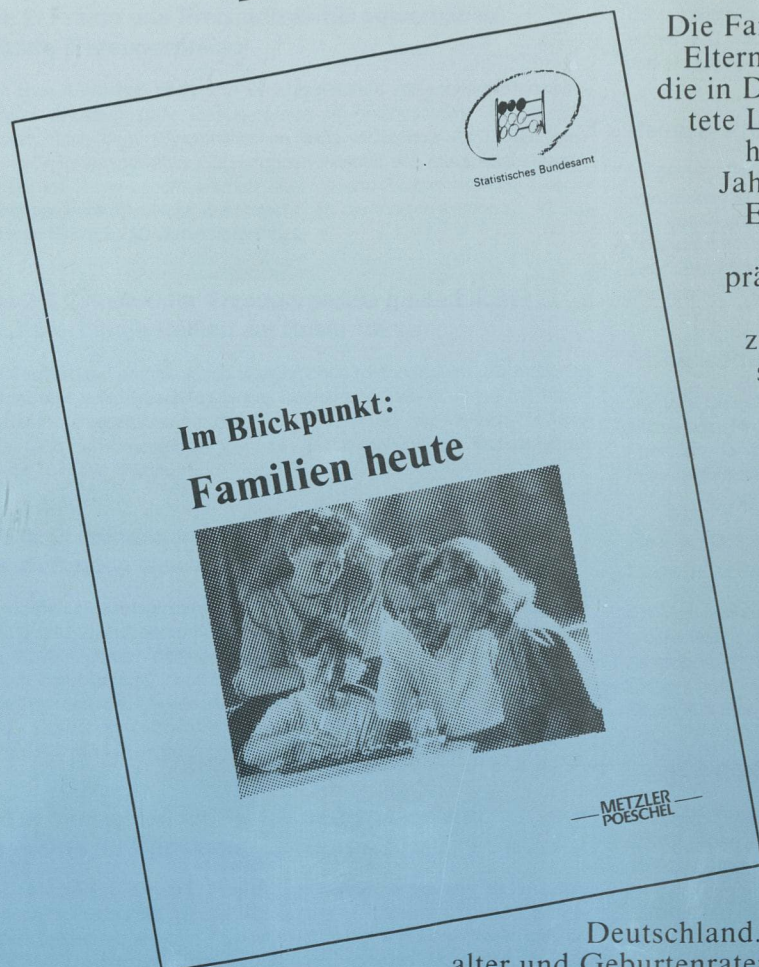 Die Fa
Eltern
die in D
tete L
h
Jah
E
prä
z
s
Statistisches Bundesamt
Im Blickpunkt:
Familien heute
METZLER
POESCHEL
Deutschland.
alter und Geburtenrate